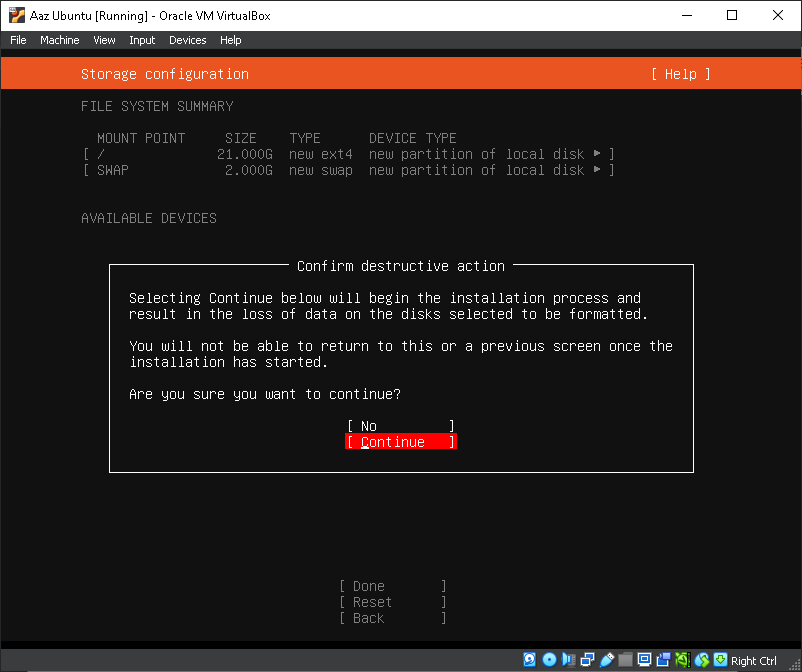 Aaz Ubuntu [Running] - Oracle VM VirtualBox
File Machine View Input Devices Help
Storage configuration [ Help ]
FILE SYSTEM SUMMARY
MOUNT POINT SIZE TYPE DEVICE TYPE
[ / 21.000G new ext4 new partition of local disk ▸ ]
[ SWAP 2.000G new swap new partition of local disk ▸ ]
AVAILABLE DEVICES
Confirm destructive action
Selecting Continue below will begin the installation process and
result in the loss of data on the disks selected to be formatted.
You will not be able to return to this or a previous screen once the
installation has started.
Are you sure you want to continue?
[ No ]
[ Continue ]
[ Done ]
[ Reset ]
[ Back ]
Right Ctrl